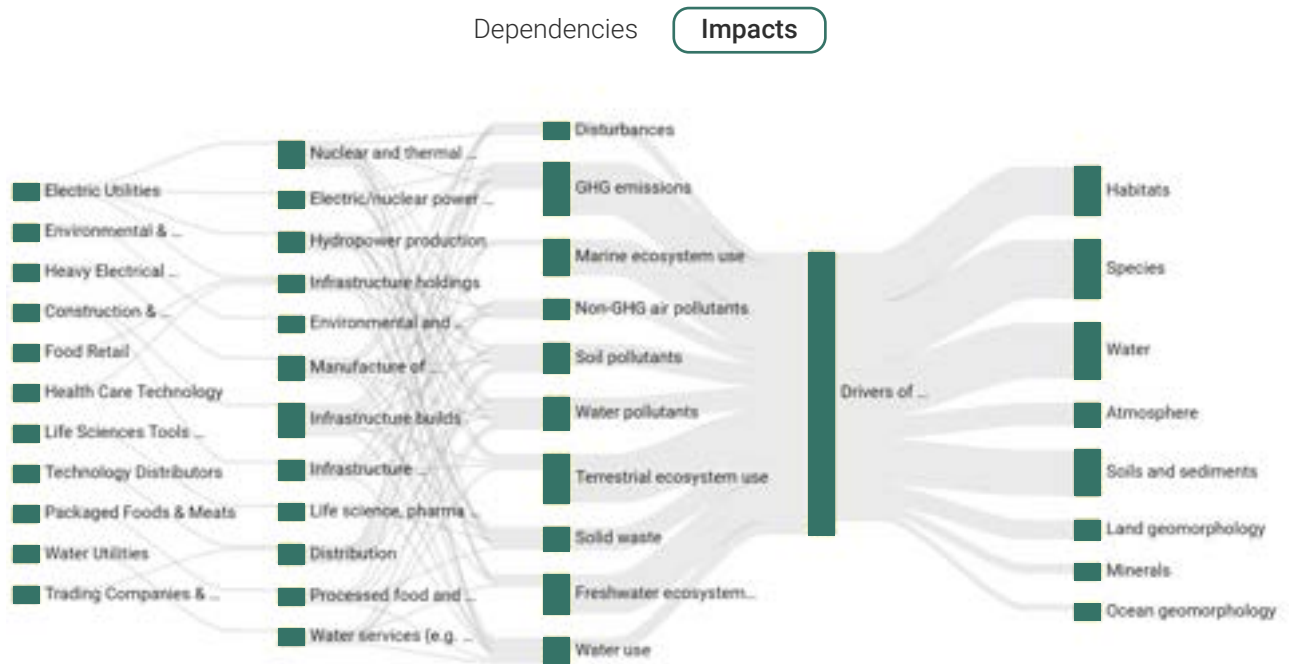 Dependencies
Impacts
Electric Utilities
Environmental & ...
Heavy Electrical ...
Construction & ...
Food Retail
Health Care Technology
Life Sciences Tools ...
Technology Distributors
Packaged Foods & Meats
Water Utilities
Trading Companies & ...
Nuclear and thermal ...
Electric/nuclear power ...
Hydropower production
Infrastructure holdings
Environmental and ...
Manufacture of ...
Infrastructure builds
Infrastructure ...
Life science, pharma ...
Distribution
Processed food and ...
Water services (e.g. ...
Disturbances
GHG emissions
Marine ecosystem use
Non-GHG air pollutants
Soil pollutants
Water pollutants
Terrestrial ecosystem use
Solid waste
Freshwater ecosystem...
Water use
Drivers of ...
Habitats
Species
Water
Atmosphere
Soils and sediments
Land geomorphology
Minerals
Ocean geomorphology